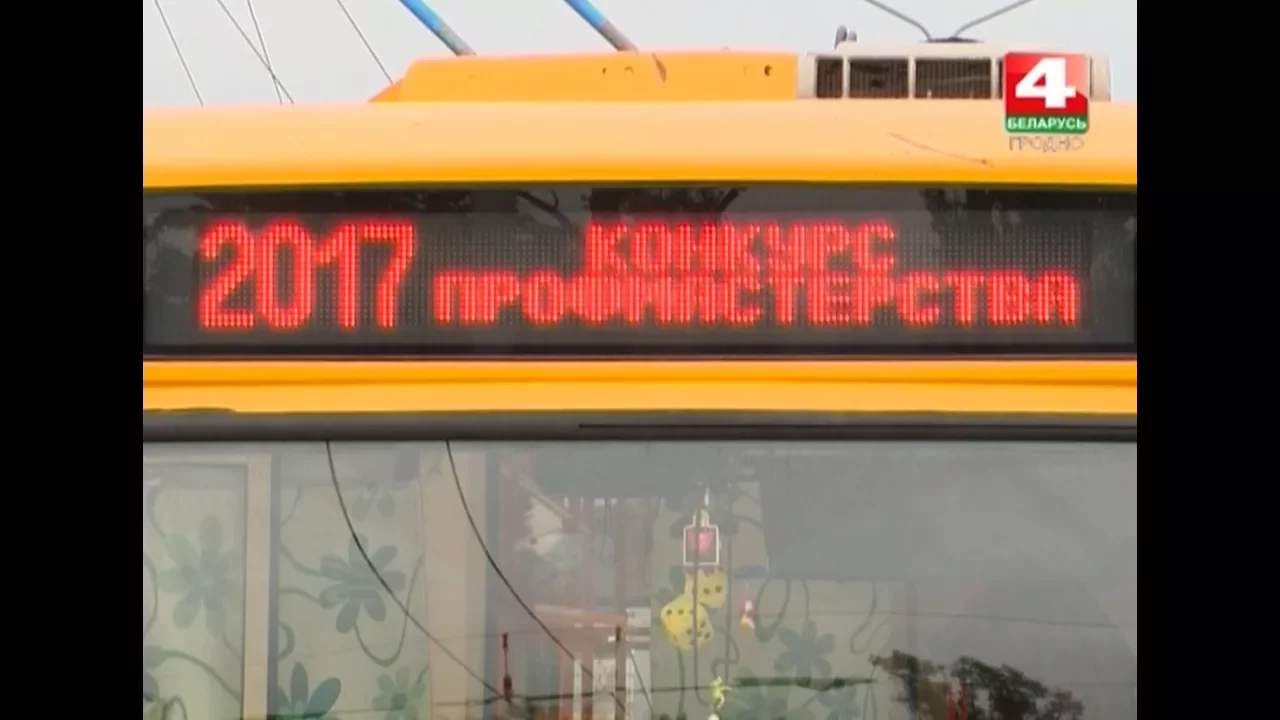 4
БЕЛАРУСЬ
ГРОДНО
2017 КОНКУРС
ПРОФМАСТЕРСТВА